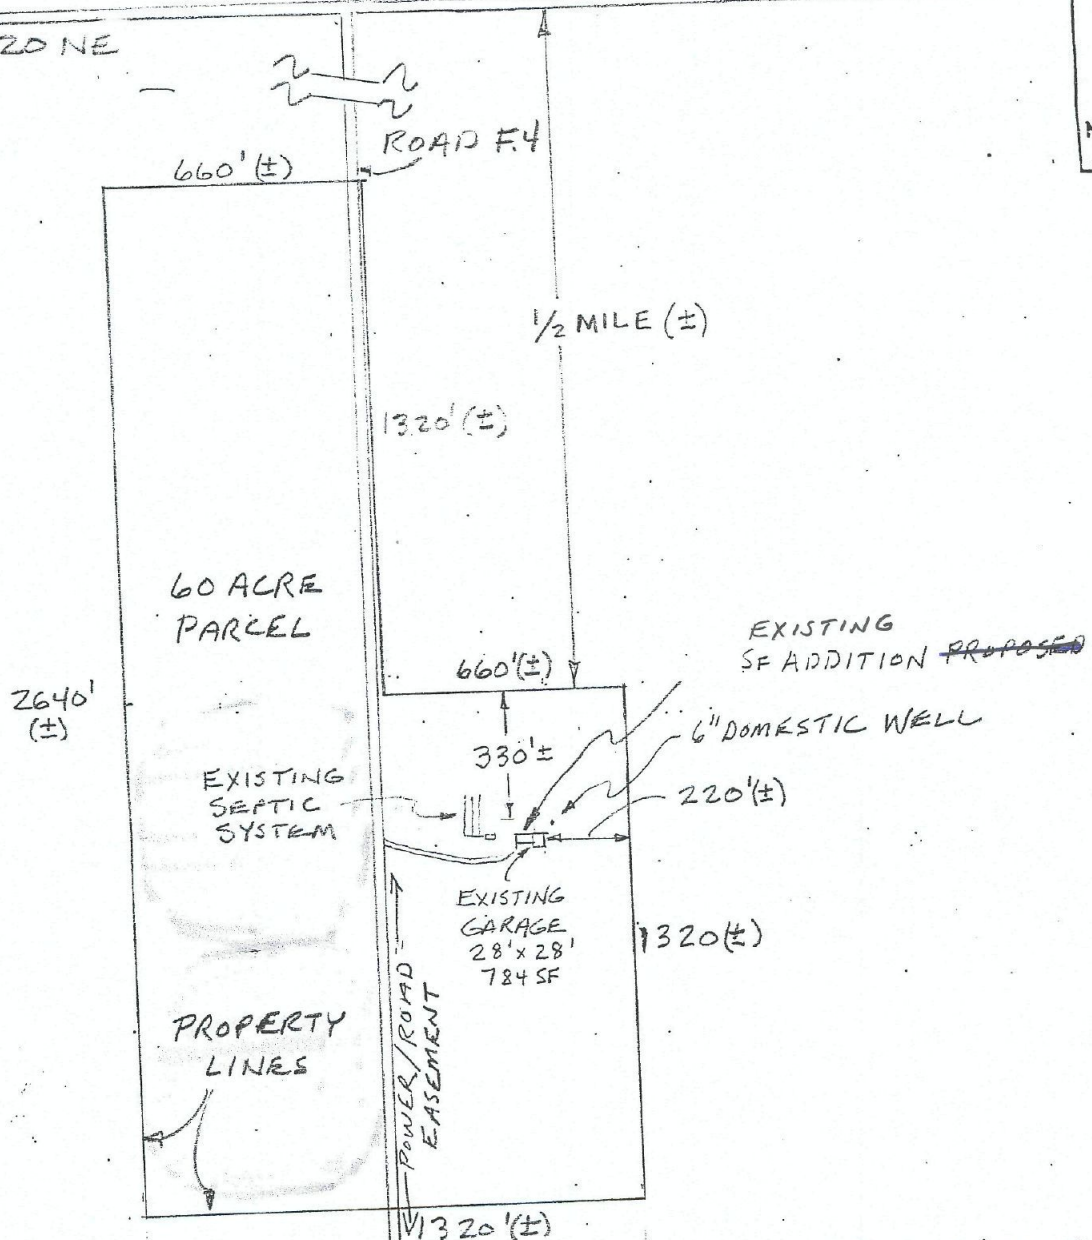 20 NE
ROAD F.4
660'(±)
1/2 MILE (±)
1320'(±)
60 ACRE
PARCEL
EXISTING
SF ADDITION PROPOSED
660'(±)
2640'
(±)
6" DOMESTIC WELL
330'±
EXISTING
SEPTIC
SYSTEM
220'(±)
EXISTING
GARAGE
28'x28'
784 SF
1320(±)
POWER/ROAD
EASEMENT
PROPERTY
LINES
1320'(±)